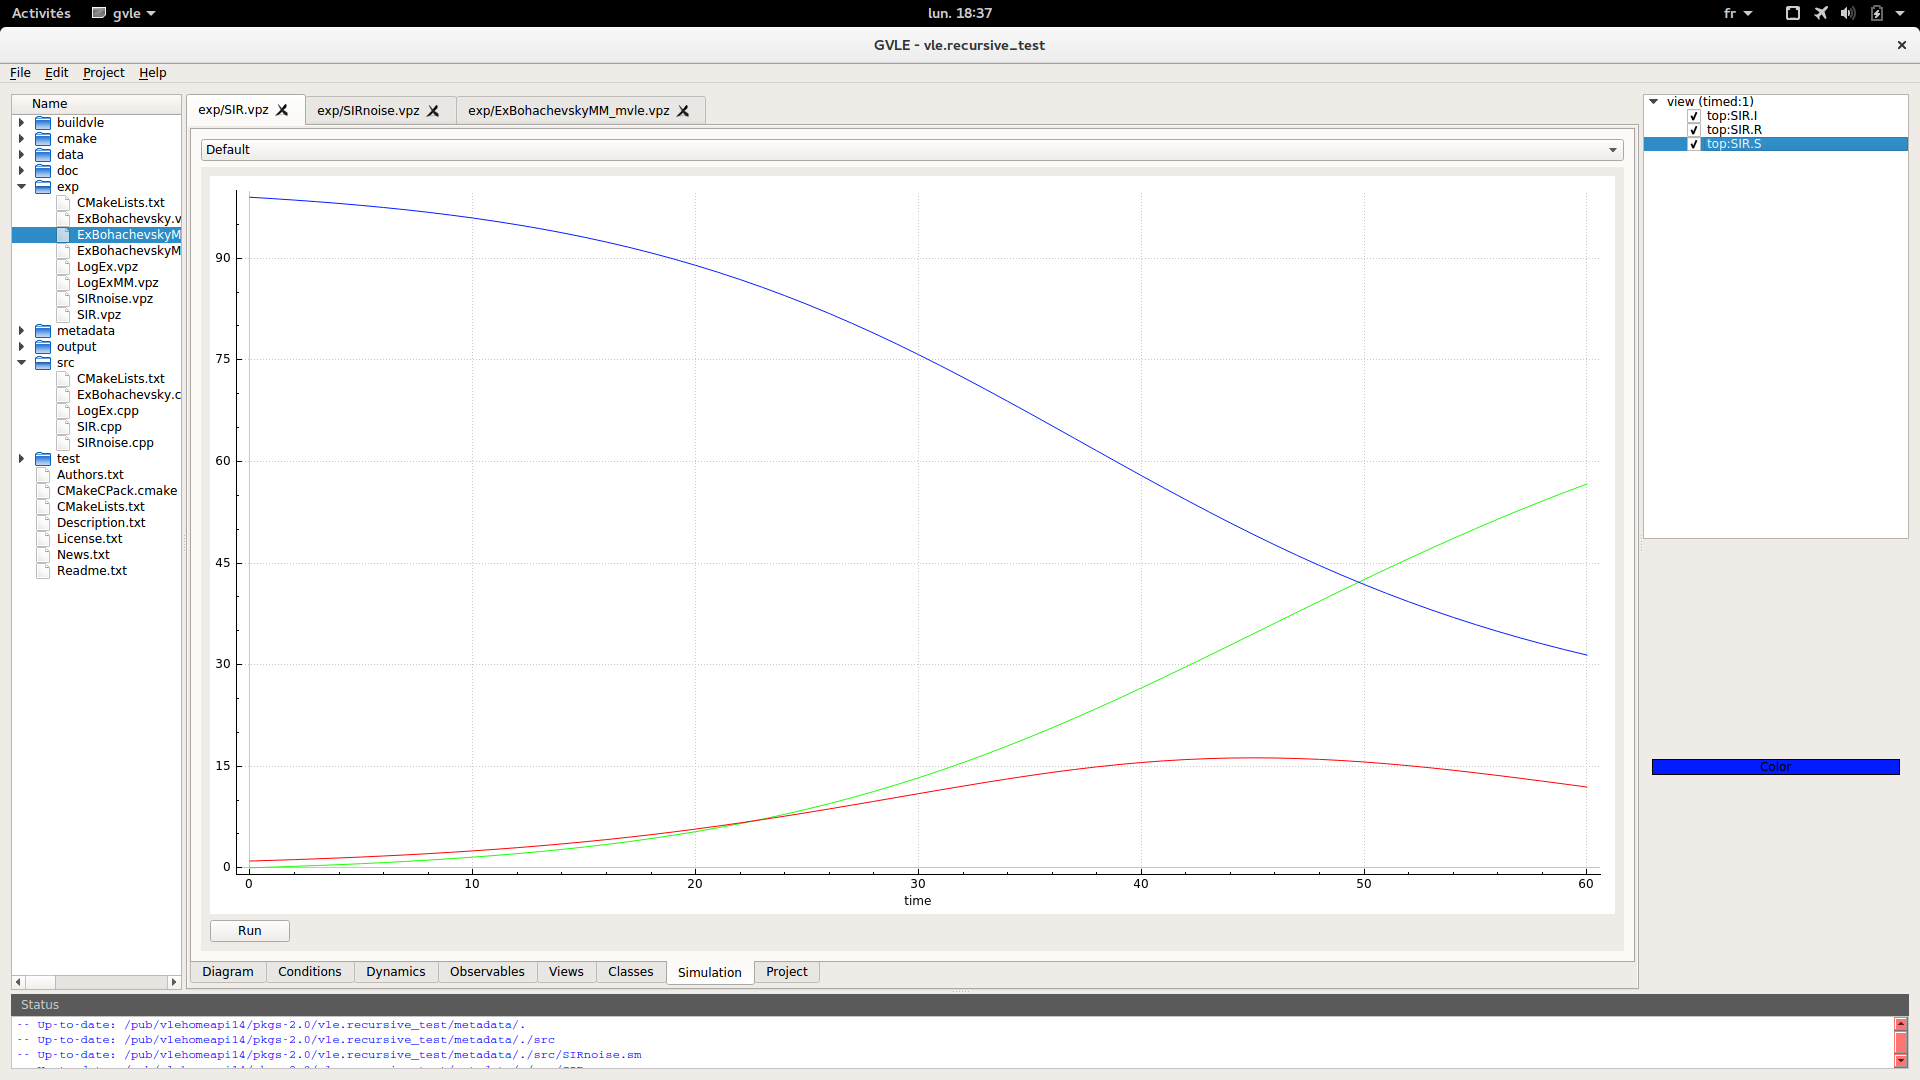 Activités gvle lun. 18:37 fr
GVLE - vle.recursive_test
File Edit Project Help
Name
buildvle
cmake
data
doc
exp
CMakeLists.txt
ExBohachevsky.v
ExBohachevskyM
ExBohachevskyM
LogEx.vpz
LogExMM.vpz
SIRnoise.vpz
SIR.vpz
metadata
output
src
CMakeLists.txt
ExBohachevsky.c
LogEx.cpp
SIR.cpp
SIRnoise.cpp
test
Authors.txt
CMakeCPack.cmake
CMakeLists.txt
Description.txt
License.txt
News.txt
Readme.txt
exp/SIR.vpz exp/SIRnoise.vpz exp/ExBohachevskyMM_mvle.vpz
Default
90
75
60
45
30
15
0
0 10 20 30 40 50 60
time
Run
Diagram Conditions Dynamics Observables Views Classes Simulation Project
view (timed:1)
top:SIR.I
top:SIR.R
top:SIR.S
Color
Status
-- Up-to-date: /pub/vlehomeapi14/pkgs-2.0/vle.recursive_test/metadata/.
-- Up-to-date: /pub/vlehomeapi14/pkgs-2.0/vle.recursive_test/metadata/./src
-- Up-to-date: /pub/vlehomeapi14/pkgs-2.0/vle.recursive_test/metadata/./src/SIRnoise.sm